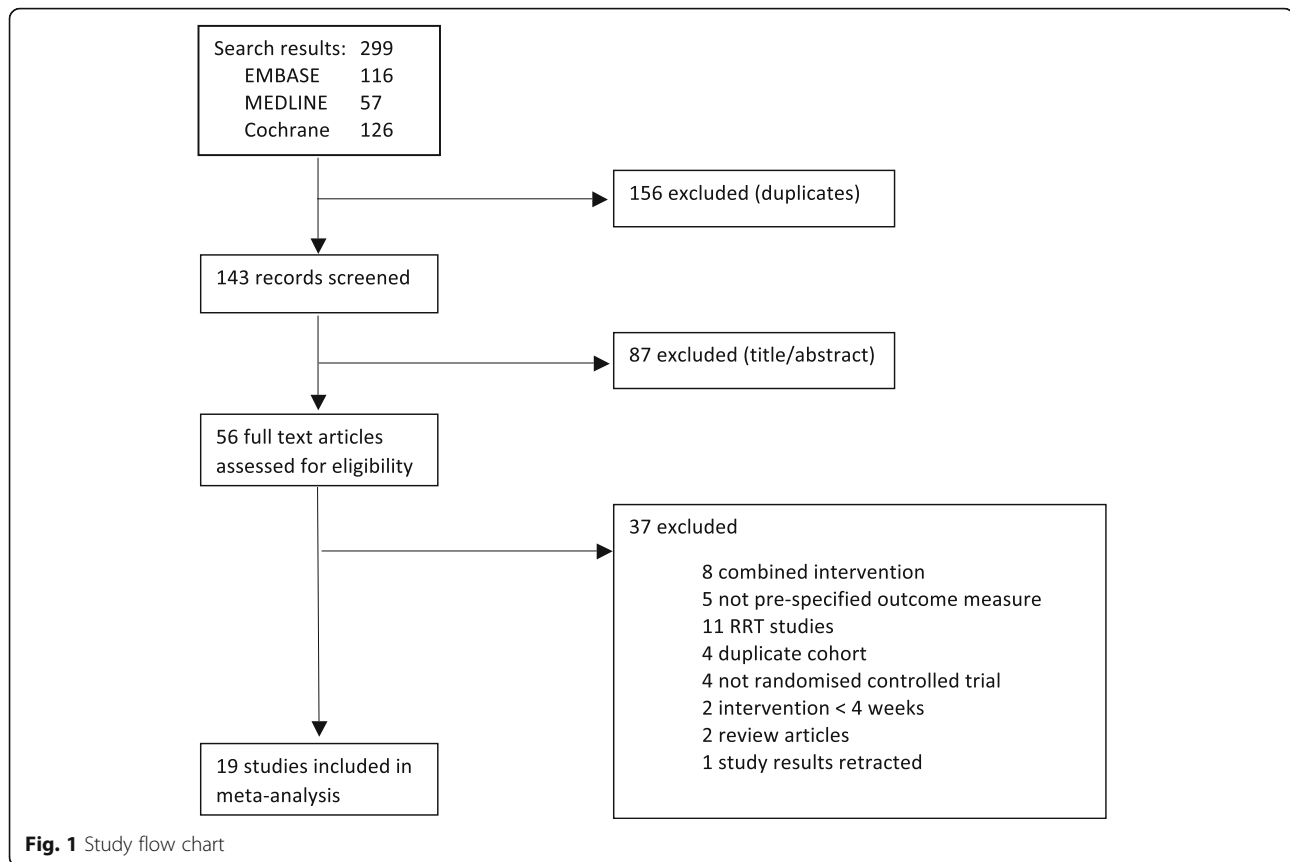 Search results: 299
EMBASE 116
MEDLINE 57
Cochrane 126
156 excluded (duplicates)
143 records screened
87 excluded (title/abstract)
56 full text articles
assessed for eligibility
37 excluded
8 combined intervention
5 not pre-specified outcome measure
11 RRT studies
4 duplicate cohort
4 not randomised controlled trial
2 intervention < 4 weeks
2 review articles
1 study results retracted
19 studies included in
meta-analysis
Fig. 1 Study flow chart